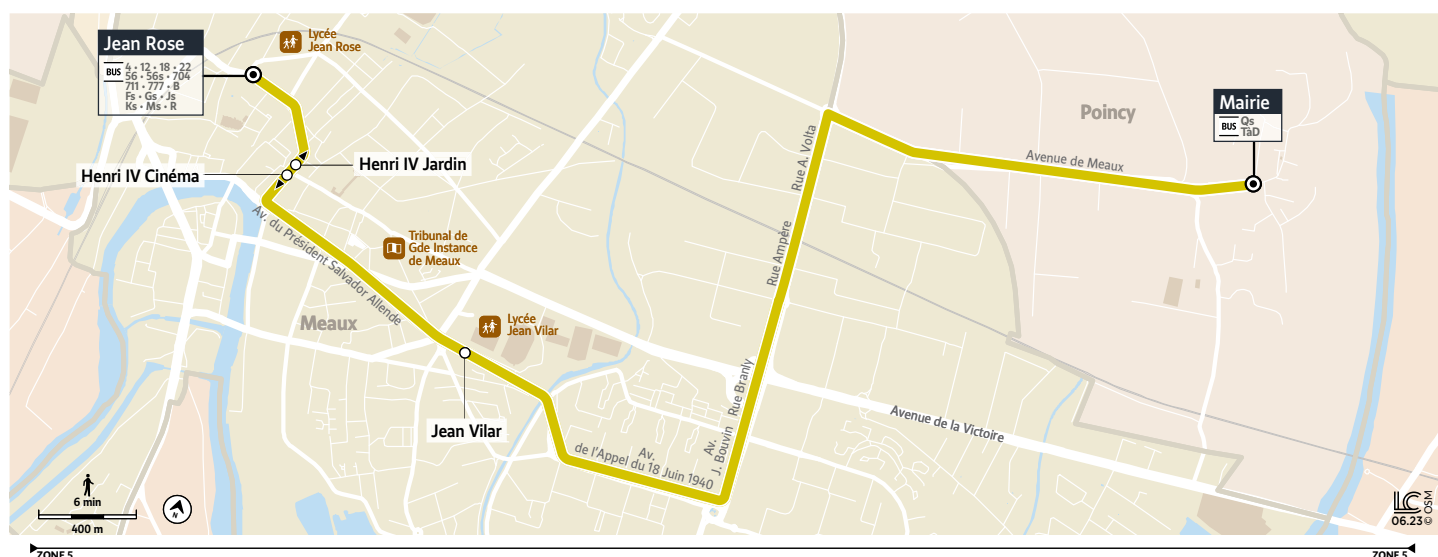 Jean Rose
BUS
4 • 12 • 18 • 22
56 • 56s • 704
711 • 777 • B
Fs • Gs • Js
Ks • Ms • R
Lycée
Jean Rose
Henri IV Jardin
Henri IV Cinéma
Av. du Président Salvador Allende
Tribunal de
Gde Instance
de Meaux
Meaux
Lycée
Jean Vilar
Jean Vilar
Av.
de l'Appel du 18 Juin 1940
Av.
J. Bouvin
Rue Branly
Rue Ampère
Rue A. Volta
Avenue de la Victoire
Avenue de Meaux
Poincy
Mairie
BUS
Qs
TàD
6 min
400 m
N
LC
06.23
© OSM
ZONE 5
ZONE 5